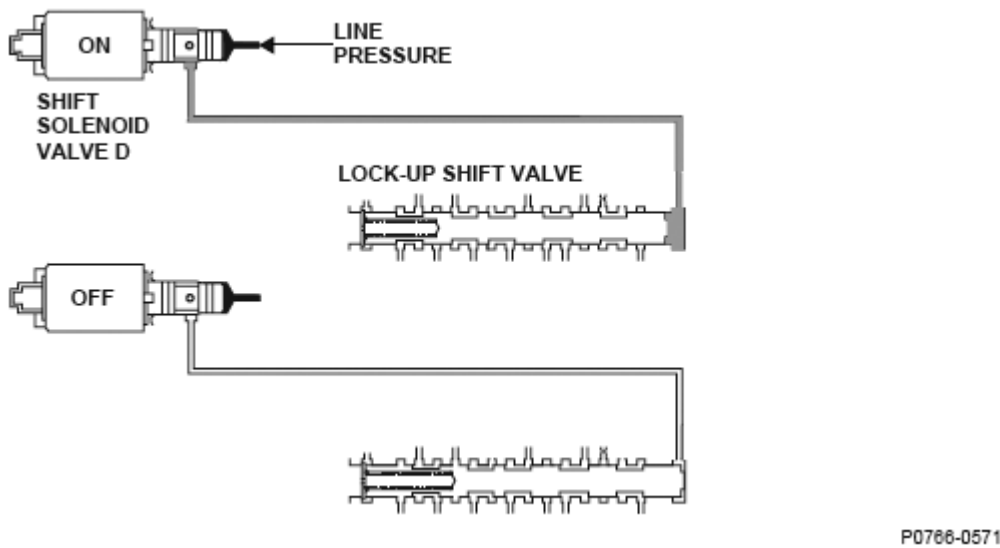 ON
LINE
PRESSURE
SHIFT
SOLENOID
VALVE D
LOCK-UP SHIFT VALVE
OFF
P0766-0571